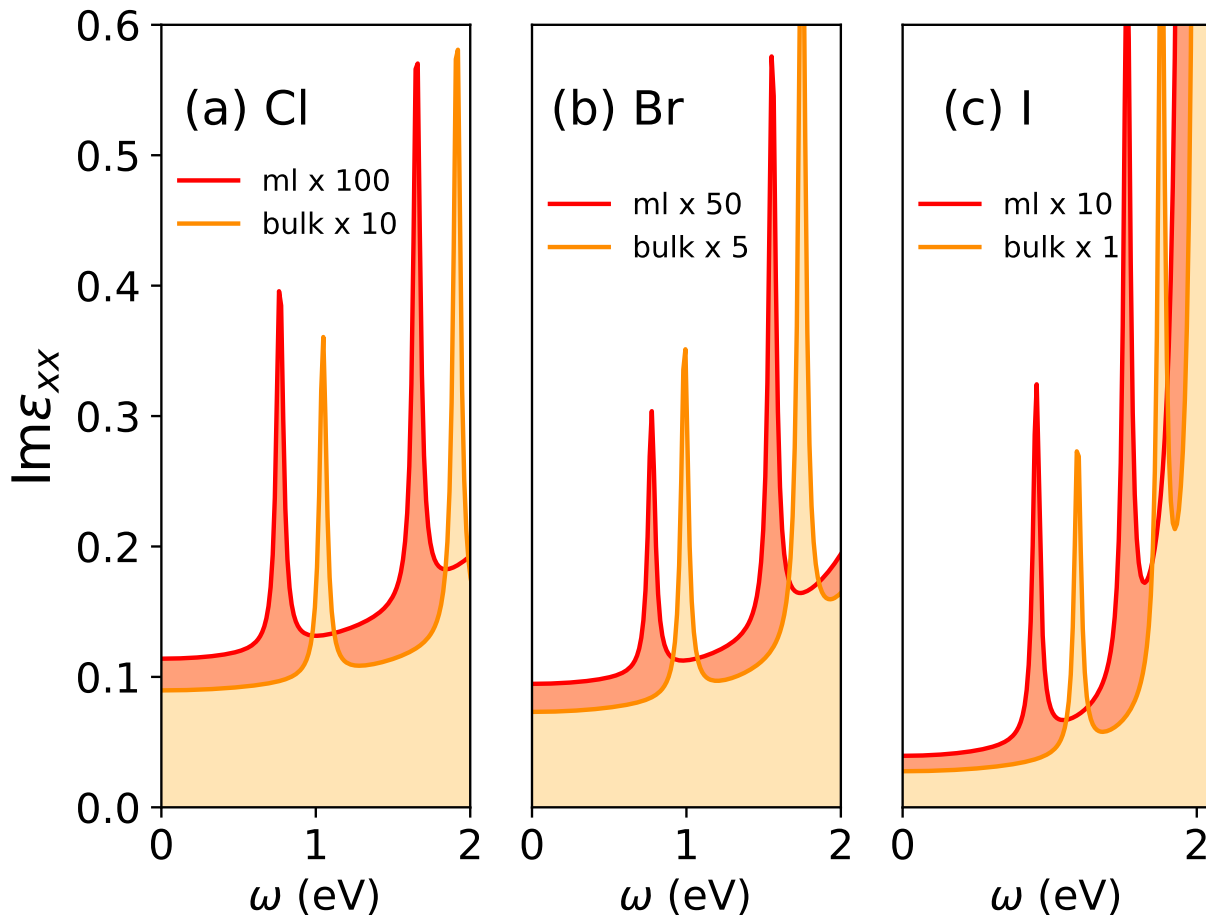 0.6
0.5
0.4
0.3
0.2
0.1
0.0
Imε_xx
(a) Cl
ml x 100
bulk x 10
0 1 2
ω (eV)
(b) Br
ml x 50
bulk x 5
0 1 2
ω (eV)
(c) I
ml x 10
bulk x 1
0 2
ω (eV)